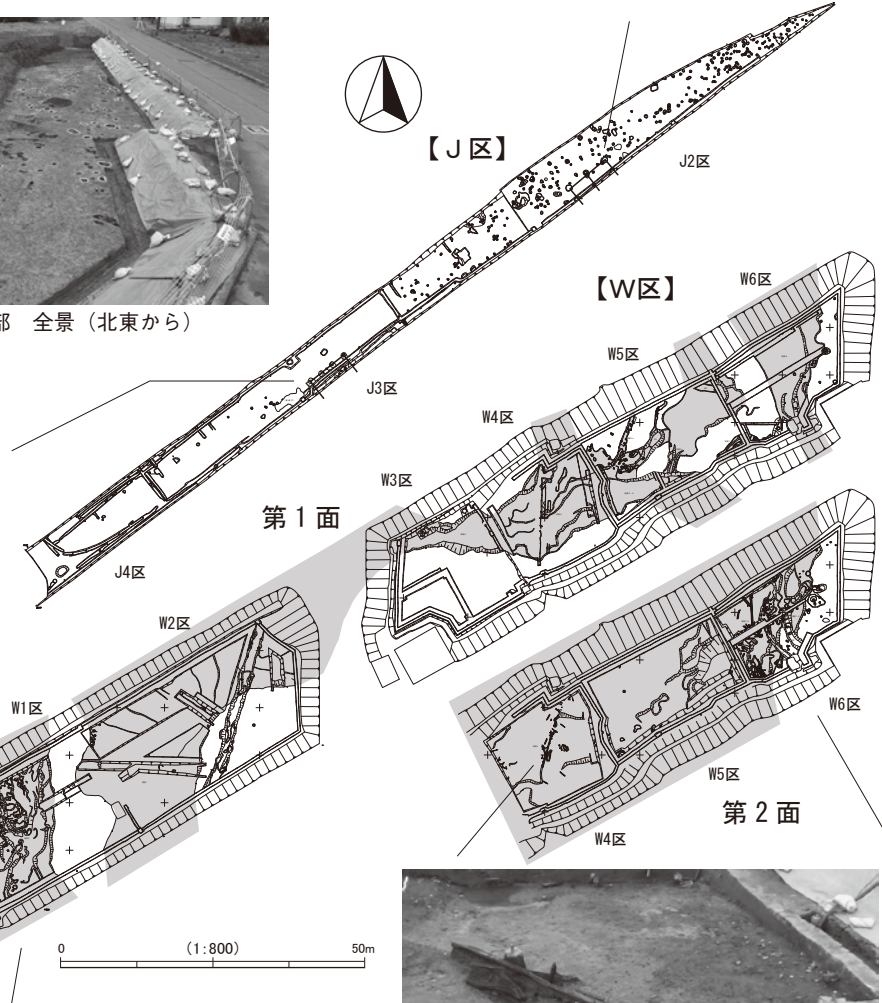 【J区】
J2区
部 全景（北東から）
【W区】
W6区
W5区
J3区
W4区
W3区
第1面
J4区
W2区
W1区
W6区
W5区
第2面
W4区
0 (1:800) 50m